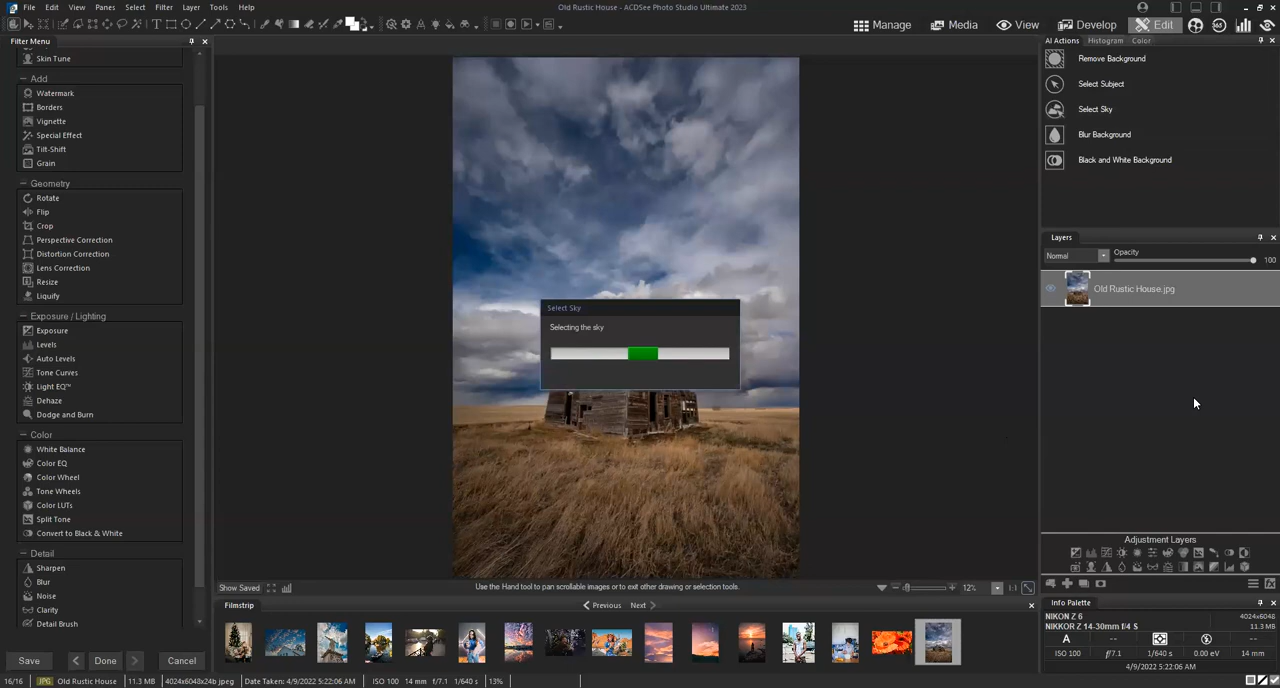 File Edit View Panes Select Filter Layer Tools Help
Old Rustic House - ACDSee Photo Studio Ultimate 2023
Manage Media View Develop Edit 365
Filter Menu
Skin Tune
Add
Watermark
Borders
Vignette
Special Effect
Tilt-Shift
Grain
Geometry
Rotate
Flip
Crop
Perspective Correction
Distortion Correction
Lens Correction
Resize
Liquify
Exposure / Lighting
Exposure
Levels
Auto Levels
Tone Curves
Light EQ™
Dehaze
Dodge and Burn
Color
White Balance
Color EQ
Color Wheel
Tone Wheels
Color LUTs
Split Tone
Convert to Black & White
Detail
Sharpen
Blur
Noise
Clarity
Detail Brush
Save Done Cancel
Select Sky
Selecting the sky
Show Saved
Use the Hand tool to pan scrollable images or to exit other drawing or selection tools.
12%
1:1
Filmstrip
Previous Next
AI Actions Histogram Color
Remove Background
Select Subject
Select Sky
Blur Background
Black and White Background
Layers
Normal
Opacity
100
Old Rustic House.jpg
Adjustment Layers
Info Palette
NIKON Z 6 4024x6048
NIKKOR Z 14-30mm f/4 S 11.3 MB
A -- --
ISO 100 f/7.1 1/640 s 0.00 eV 14 mm
4/9/2022 5:22:06 AM
16/16 JPG Old Rustic House 11.3 MB 4024x6048x24b jpeg Date Taken: 4/9/2022 5:22:06 AM ISO 100 14 mm f/7.1 1/640 s 13%